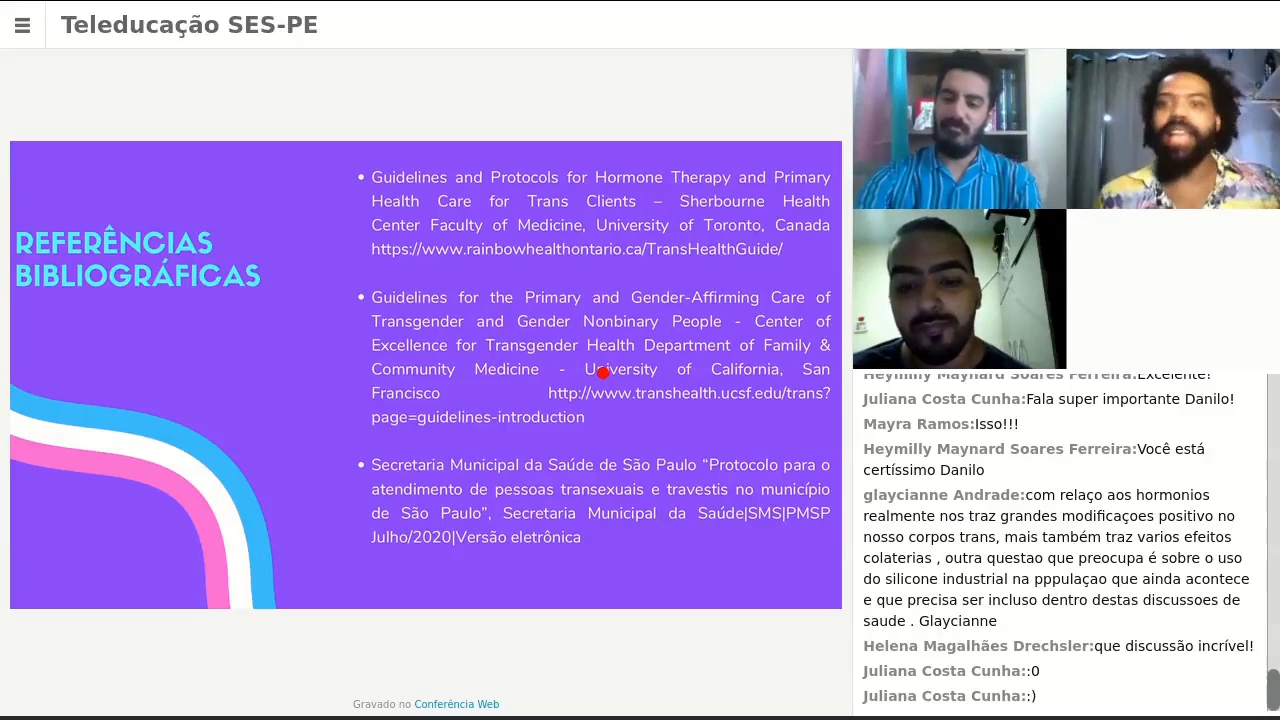 Teleducação SES-PE
REFERÊNCIAS
BIBLIOGRÁFICAS
Guidelines and Protocols for Hormone Therapy and Primary
Health Care for Trans Clients – Sherbourne Health
Center Faculty of Medicine, University of Toronto, Canada
https://www.rainbowhealthontario.ca/TransHealthGuide/
Guidelines for the Primary and Gender-Affirming Care of
Transgender and Gender Nonbinary People - Center of
Excellence for Transgender Health Department of Family &
Community Medicine - University of California, San
Francisco http://www.transhealth.ucsf.edu/trans?
page=guidelines-introduction
Secretaria Municipal da Saúde de São Paulo “Protocolo para o
atendimento de pessoas transexuais e travestis no município
de São Paulo”, Secretaria Municipal da Saúde|SMS|PMSP
Julho/2020|Versão eletrônica
Gravado no Conferência Web
Heymilly Maynard Soares Ferreira:Excelente!
Juliana Costa Cunha:Fala super importante Danilo!
Mayra Ramos:Isso!!!
Heymilly Maynard Soares Ferreira:Você está
certíssimo Danilo
glaycianne Andrade:com relaço aos hormonios
realmente nos traz grandes modificaçoes positivo no
nosso corpos trans, mais também traz varios efeitos
colaterias , outra questao que preocupa é sobre o uso
do silicone industrial na pppulaçao que ainda acontece
e que precisa ser incluso dentro destas discussoes de
saude . Glaycianne
Helena Magalhães Drechsler:que discussão incrível!
Juliana Costa Cunha::0
Juliana Costa Cunha::)